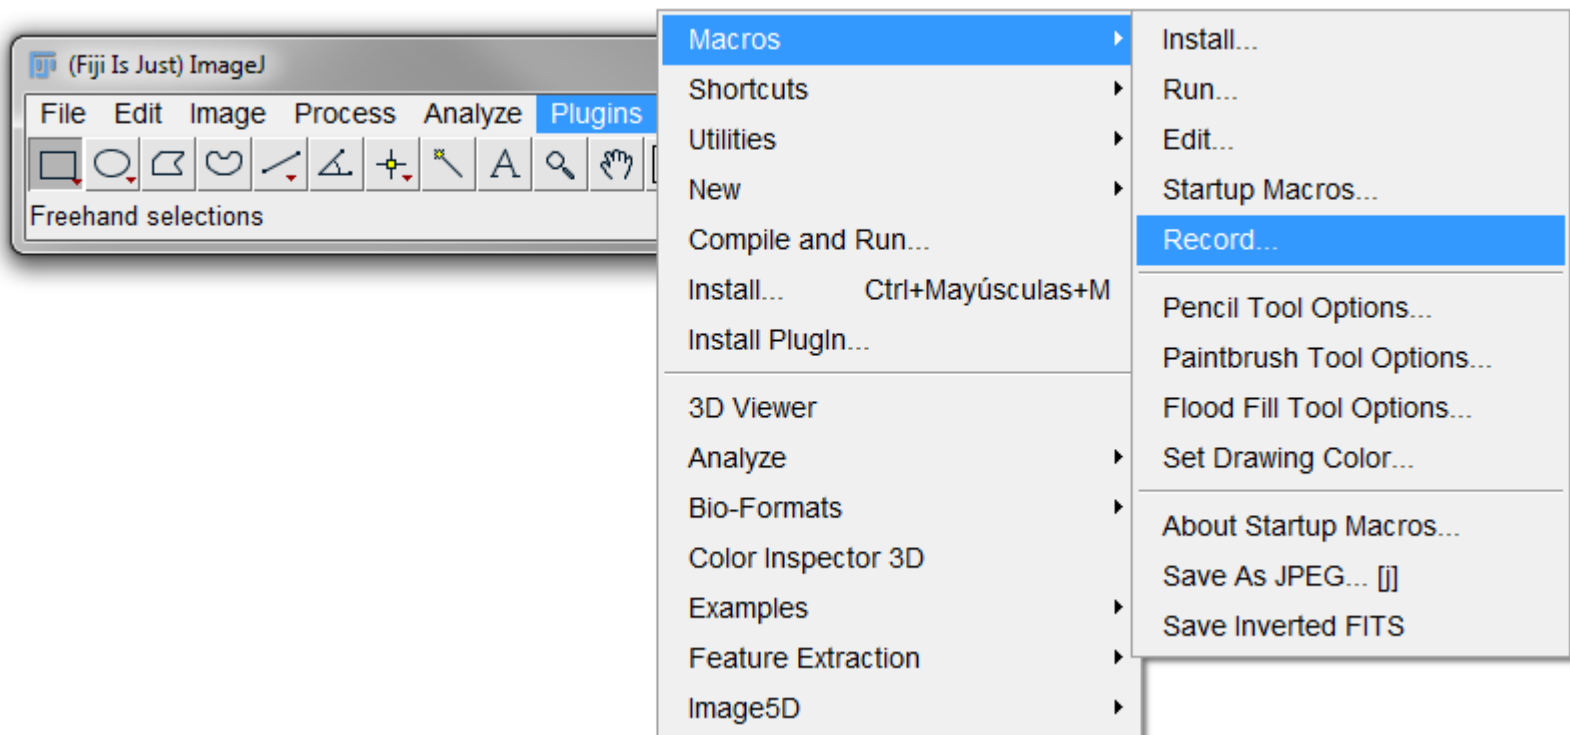 (Fiji Is Just) ImageJ
File Edit Image Process Analyze Plugins
A
Freehand selections
Macros
Shortcuts
Utilities
New
Compile and Run...
Install... Ctrl+Mayúsculas+M
Install PlugIn...
3D Viewer
Analyze
Bio-Formats
Color Inspector 3D
Examples
Feature Extraction
Image5D
Install...
Run...
Edit...
Startup Macros...
Record...
Pencil Tool Options...
Paintbrush Tool Options...
Flood Fill Tool Options...
Set Drawing Color...
About Startup Macros...
Save As JPEG... [j]
Save Inverted FITS